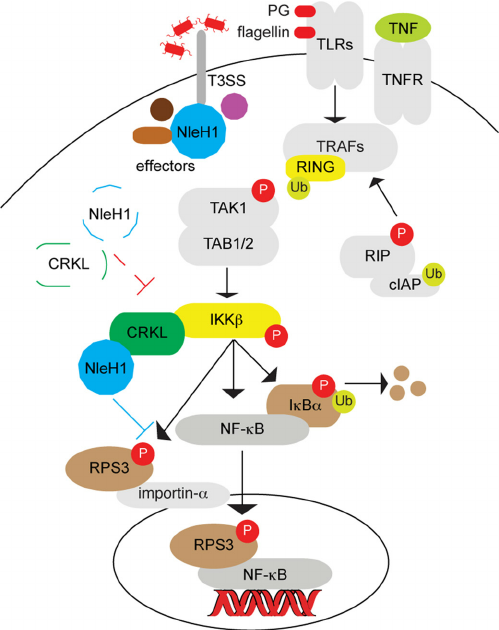 PG
flagellin
TLRs
TNF
TNFR
T3SS
NleH1
effectors
TRAFs
RING
Ub
P
TAK1
TAB1/2
P
RIP
cIAP
Ub
NleH1
CRKL
CRKL
IKKβ
P
NleH1
P
IκBα
Ub
NF-κB
P
RPS3
importin-α
P
RPS3
NF-κB